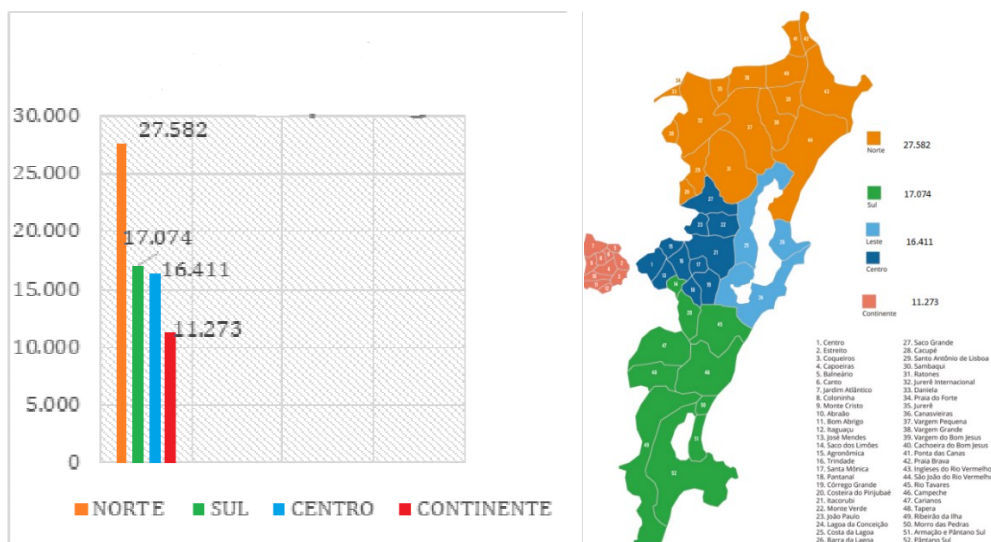 30.000
25.000
20.000
15.000
10.000
5.000
0
27.582
17.074
16.411
11.273
NORTE SUL CENTRO CONTINENTE
Norte 27.582
Sul 17.074
Leste 16.411
Centro
Continente 11.273
1. Centro
2. Estreito
3. Coqueiros
4. Capoeiras
5. Balneário
6. Canto
7. Jardim Atlântico
8. Coloninha
9. Monte Cristo
10. Abraão
11. Bom Abrigo
12. Itaguaçu
13. José Mendes
14. Saco dos Limões
15. Agronômica
16. Trindade
17. Santa Mônica
18. Pantanal
19. Córrego Grande
20. Costeira do Pirijubaé
21. Itacorubi
22. Monte Verde
23. João Paulo
24. Lagoa da Conceição
25. Costa da Lagoa
26. Barra da Lagoa
27. Saco Grande
28. Cacupé
29. Santo Antônio de Lisboa
30. Sambaqui
31. Ratones
32. Jurerê Internacional
33. Daniela
34. Praia do Forte
35. Jurerê
36. Canasvieiras
37. Vargem Pequena
38. Vargem Grande
39. Vargem do Bom Jesus
40. Cachoeira do Bom Jesus
41. Ponta das Canas
42. Praia Brava
43. Ingleses do Rio Vermelho
44. São João do Rio Vermelho
45. Rio Tavares
46. Campeche
47. Carianos
48. Tapera
49. Ribeirão da Ilha
50. Morro das Pedras
51. Armação e Pântano Sul
52. Pântano Sul